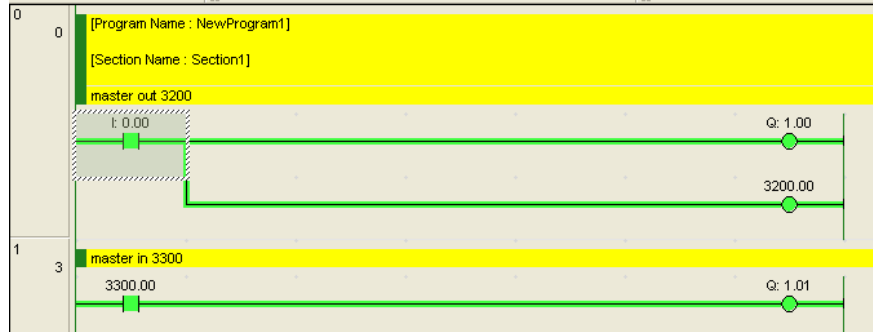 0
0
[Program Name : NewProgram1]
[Section Name : Section1]
master out 3200
I: 0.00
Q: 1.00
3200.00
1
3
master in 3300
3300.00
Q: 1.01